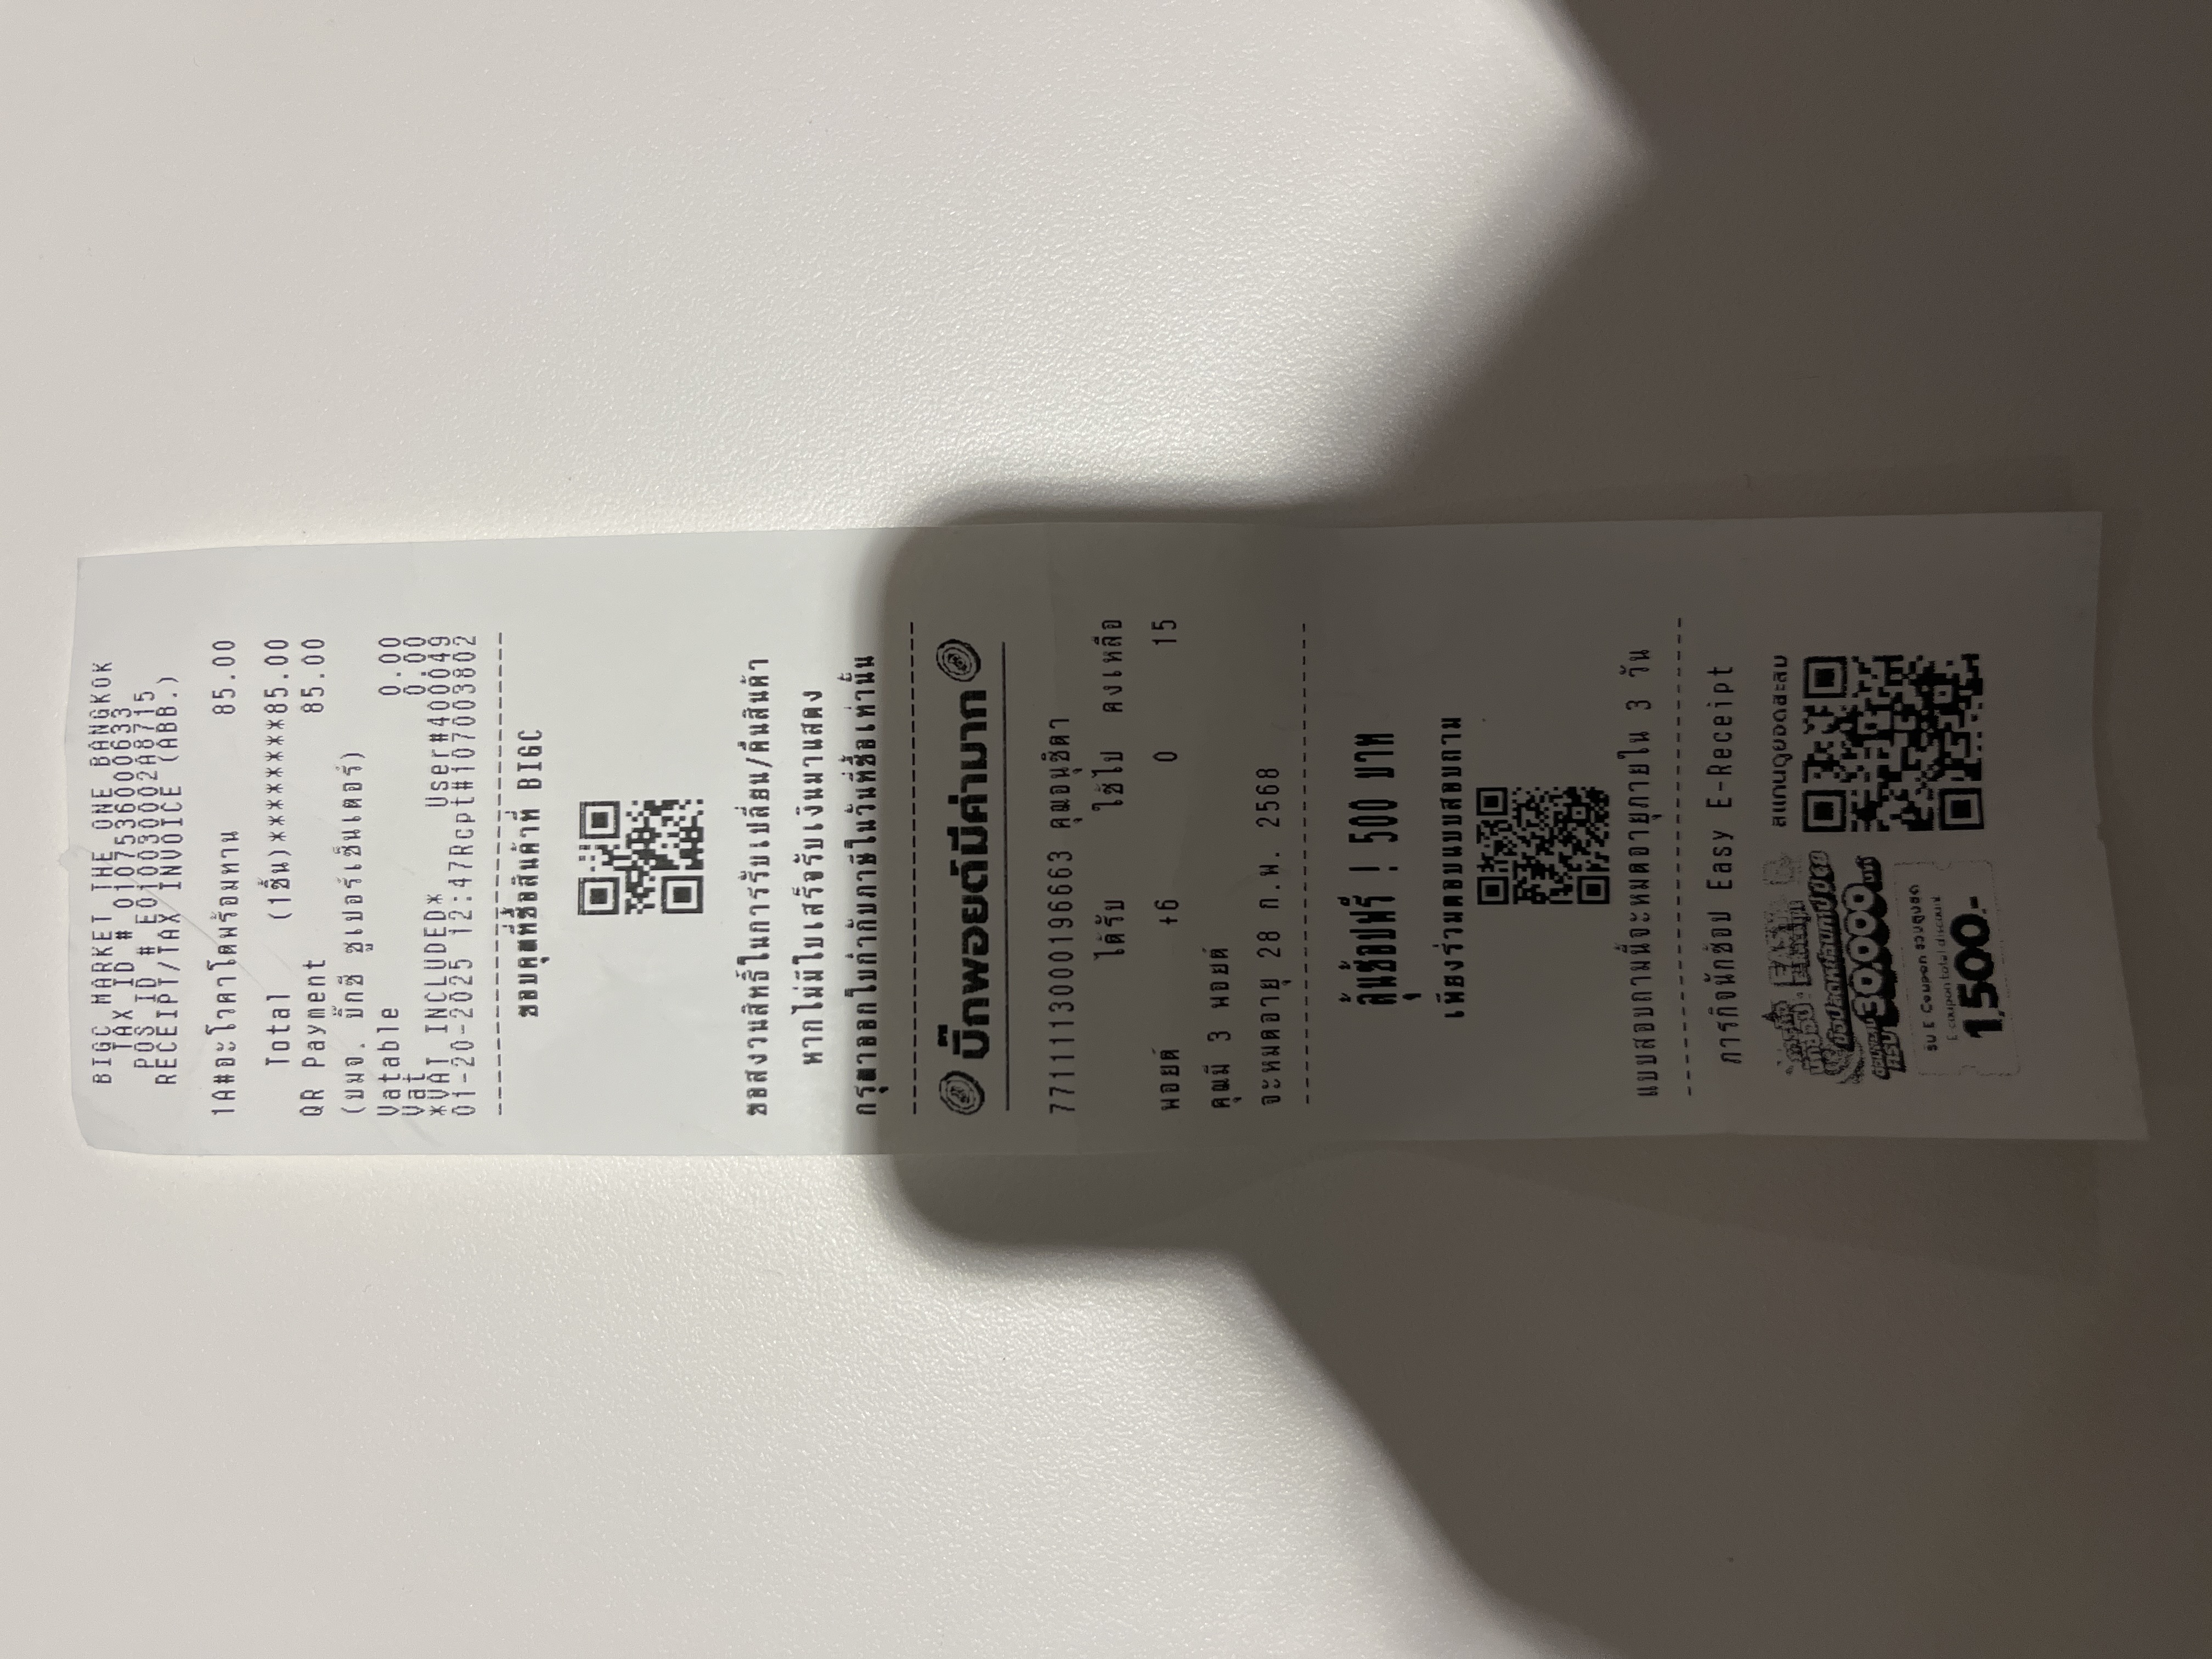 BIGC MARKET THE ONE BANGKOK
TAX ID # 0107536000633
POS ID # E010030002A8715
RECEIPT/TAX INVOICE (ABB.)
1A#อะโวคาโดพร้อมทาน 85.00
Total (1ชิ้น)********85.00
QR Payment 85.00
(บมจ. บิ๊กซี ซูเปอร์เซ็นเตอร์)
Vatable 0.00
Vat 0.00
*VAT INCLUDED* User#400049
01-20-2025 12:47Rcpt#107003802
ขอบคุณที่ซื้อสินค้าที่ BIGC
ขอสงวนสิทธิ์ในการรับเปลี่ยน/คืนสินค้า
หากไม่มีใบเสร็จรับเงินมาแสดง
กรุณาออกใบกำกับภาษีในวันที่ซื้อเท่านั้น
บิ๊กพอยต์มีค่ามาก
7711113000196663 คุณอนุชิดา
ได้รับ ใช้ไป คงเหลือ
พอยต์ +6 0 15
คุณมี 3 พอยต์
จะหมดอายุ 28 ก.พ. 2568
ลุ้นช้อปฟรี ! 500 บาท
เพียงร่วมตอบแบบสอบถาม
แบบสอบถามนี้จะหมดอายุภายใน 3 วัน
ภารกิจนักช้อป Easy E-Receipt
สแกนดูยอดสะสม
ภารกิจ EASY
นักช้อป E-Receipt
ช้อปลดหย่อนภาษี ปี 68
ครบ 30,000 บาท
รับ E Coupon รวมสูงสุด
E-coupon total discount
1,500.-